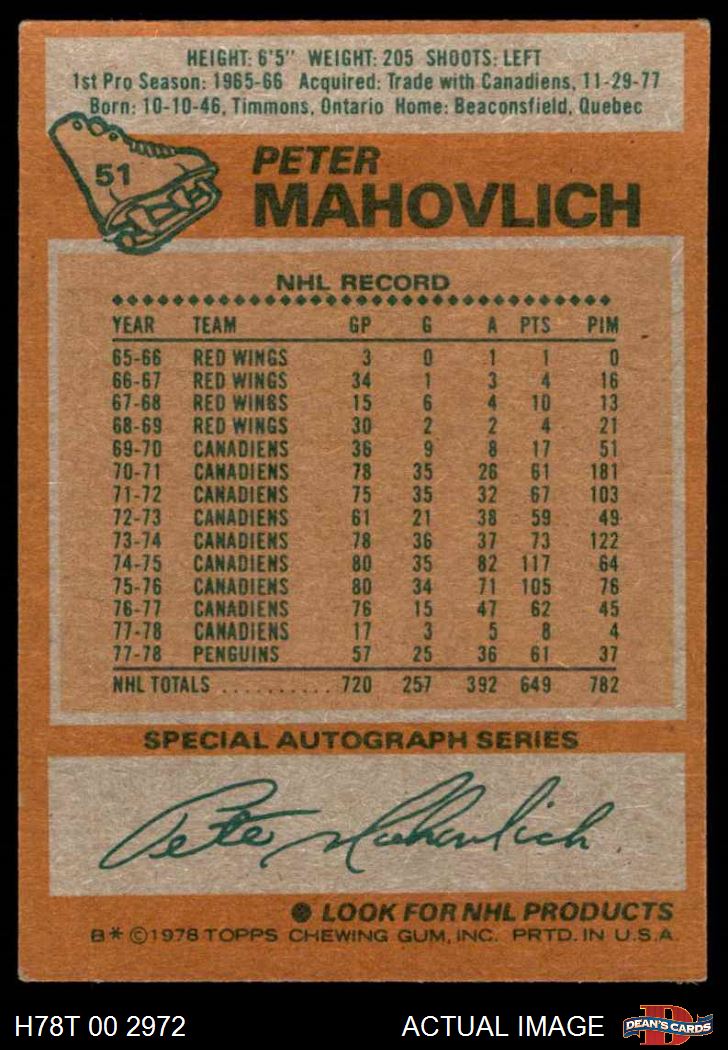 HEIGHT: 6'5" WEIGHT: 205 SHOOTS: LEFT
1st Pro Season: 1965-66 Acquired: Trade with Canadiens, 11-29-77
Born: 10-10-46, Timmons, Ontario Home: Beaconsfield, Quebec
51
PETER
MAHOVLICH
NHL RECORD
YEAR TEAM GP G A PTS PIM
65-66 RED WINGS 3 0 1 1 0
66-67 RED WINGS 34 1 3 4 16
67-68 RED WINGS 15 6 4 10 13
68-69 RED WINGS 30 2 2 4 21
69-70 CANADIENS 36 9 8 17 51
70-71 CANADIENS 78 35 26 61 181
71-72 CANADIENS 75 35 32 67 103
72-73 CANADIENS 61 21 38 59 49
73-74 CANADIENS 78 36 37 73 122
74-75 CANADIENS 80 35 82 117 64
75-76 CANADIENS 80 34 71 105 76
76-77 CANADIENS 76 15 47 62 45
77-78 CANADIENS 17 3 5 8 4
77-78 PENGUINS 57 25 36 61 37
NHL TOTALS .......... 720 257 392 649 782
SPECIAL AUTOGRAPH SERIES
Pete Mahovlich
● LOOK FOR NHL PRODUCTS
B* ©1978 TOPPS CHEWING GUM, INC. PRTD. IN U.S.A.
H78T 00 2972 ACTUAL IMAGE D DEAN'S CARDS